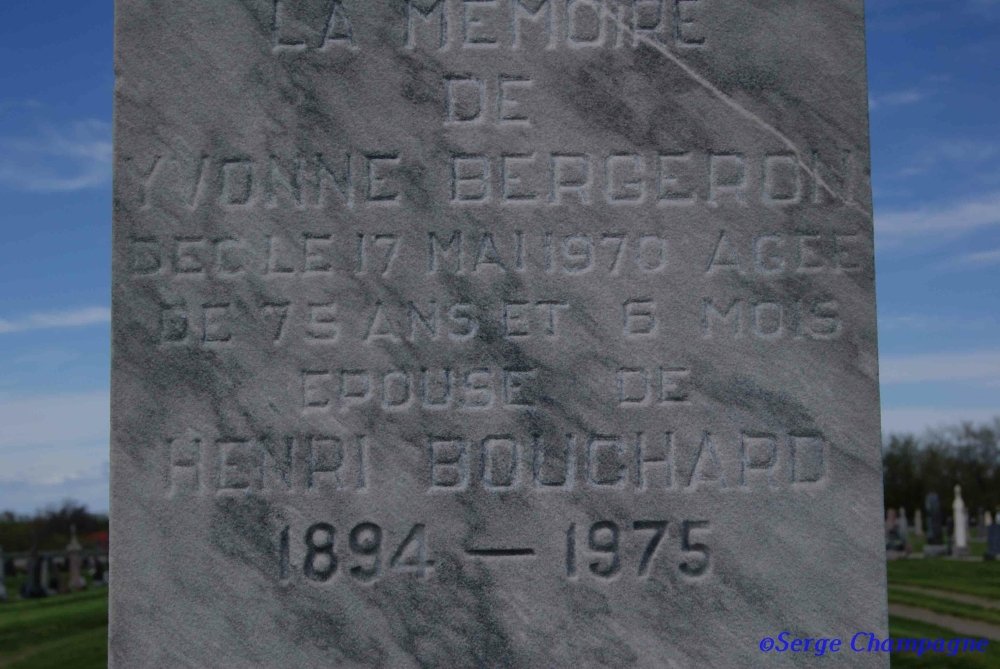 LA MEMOIRE
DE
YVONNE BERGERON
DEC LE 17 MAI 1970 AGEE
DE 75 ANS ET 6 MOIS
EPOUSE DE
HENRI BOUCHARD
1894 — 1975
©Serge Champagne